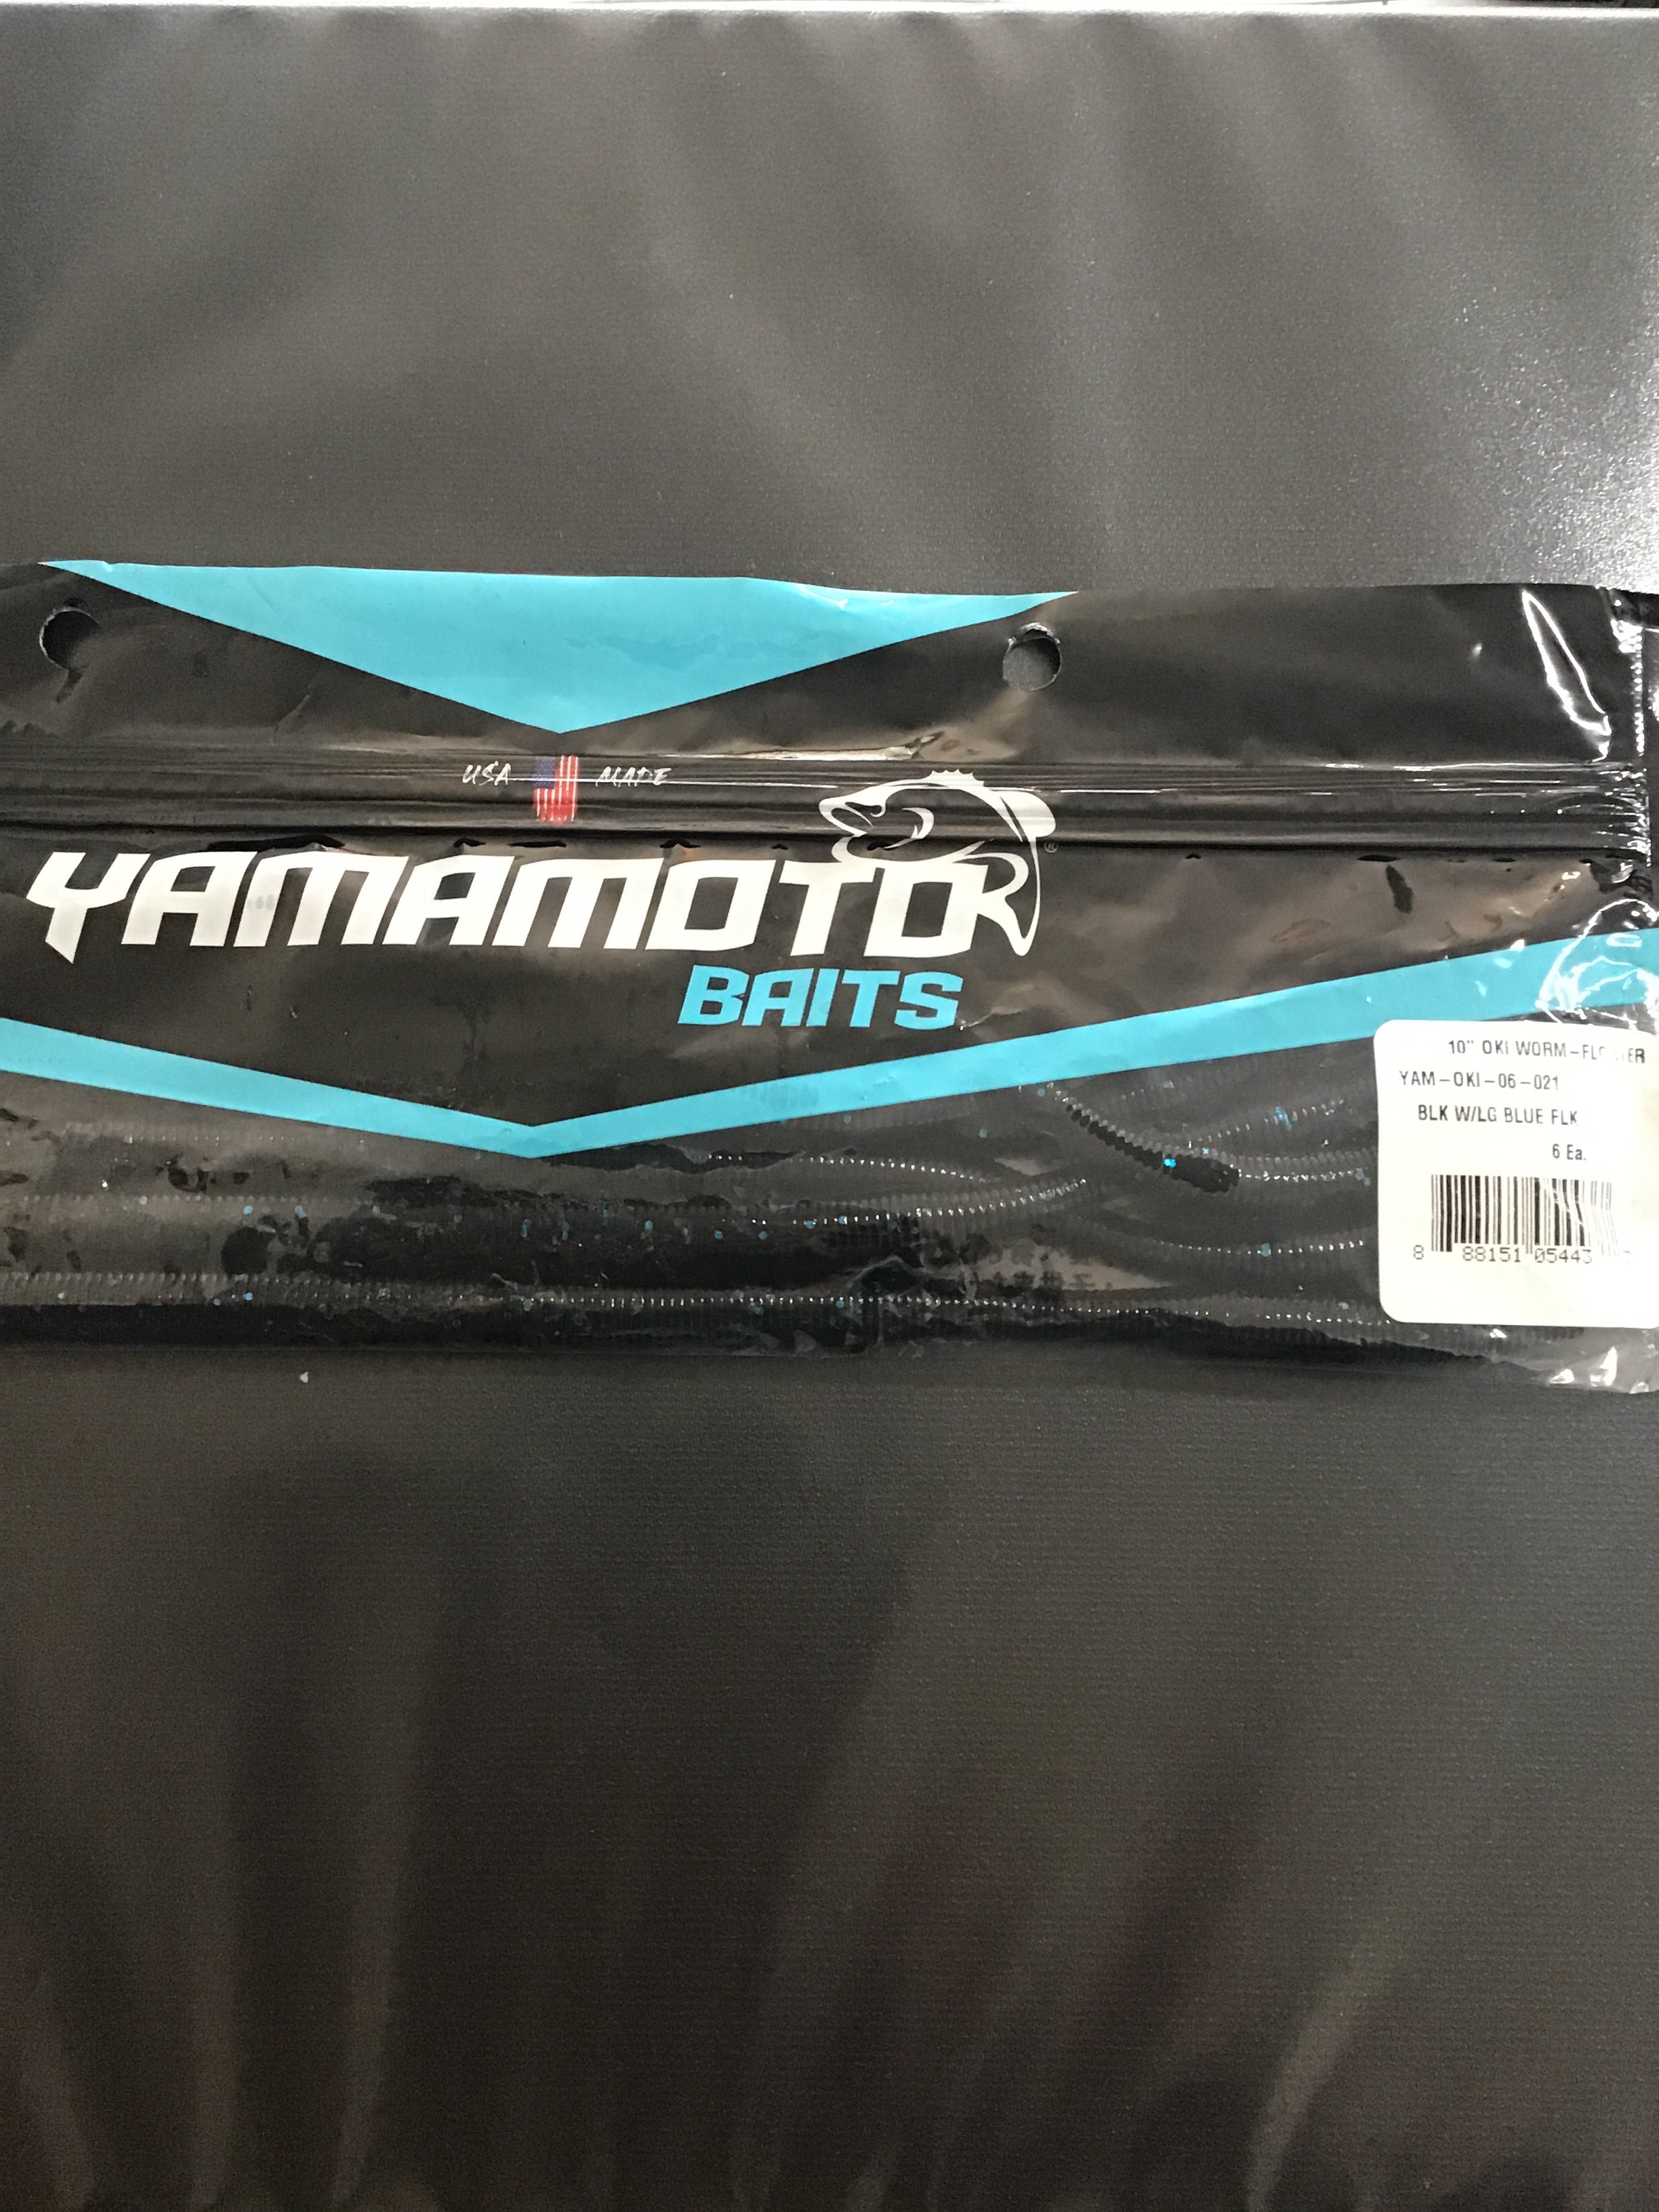 USA MADE
YAMAMOTO
®
BAITS
10" OKI WORM-
YAM-OKI-06-021
BLK W/LG BLUE FLK
6 Ea.
8 88151 05443